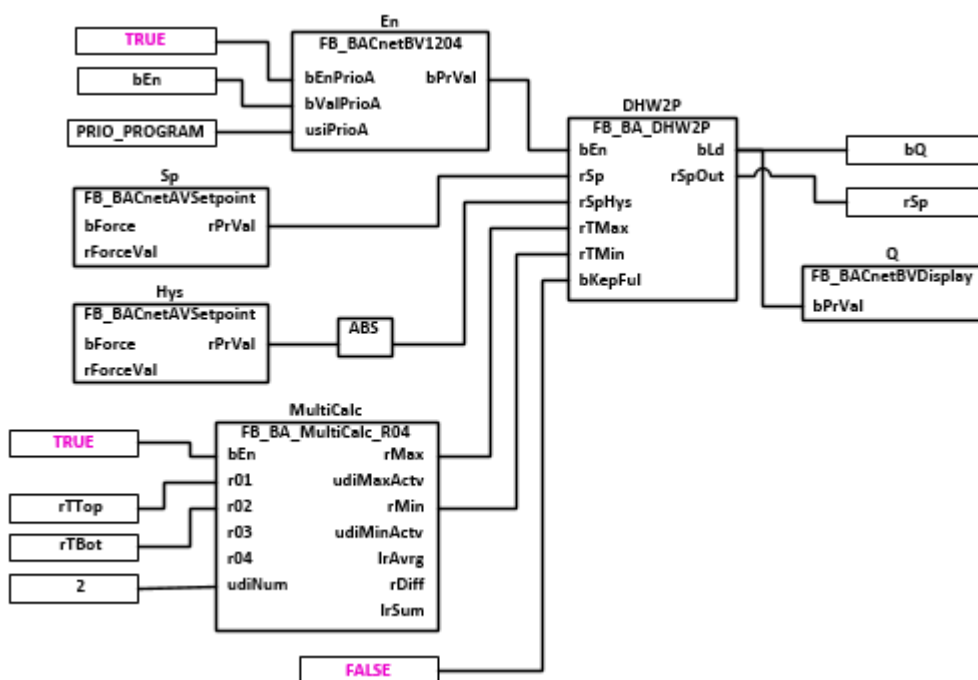 En
TRUE
FB_BACnetBV1204
bEnPrioA bPrVal
bEn
bValPrioA
PRIO_PROGRAM
usiPrioA
DHW2P
FB_BA_DHW2P
bEn bLd
rSp rSpOut
rSpHys
rTMax
rTMin
bKepFul
bQ
rSp
Q
FB_BACnetBVDisplay
bPrVal
Sp
FB_BACnetAVSetpoint
bForce rPrVal
rForceVal
Hys
FB_BACnetAVSetpoint
bForce rPrVal
rForceVal
ABS
MultiCalc
FB_BA_MultiCalc_R04
TRUE
bEn rMax
r01 udiMaxActv
rTTop
r02 rMin
r03 udiMinActv
rTBot
r04 lrAvrg
2
udiNum rDiff
lrSum
FALSE